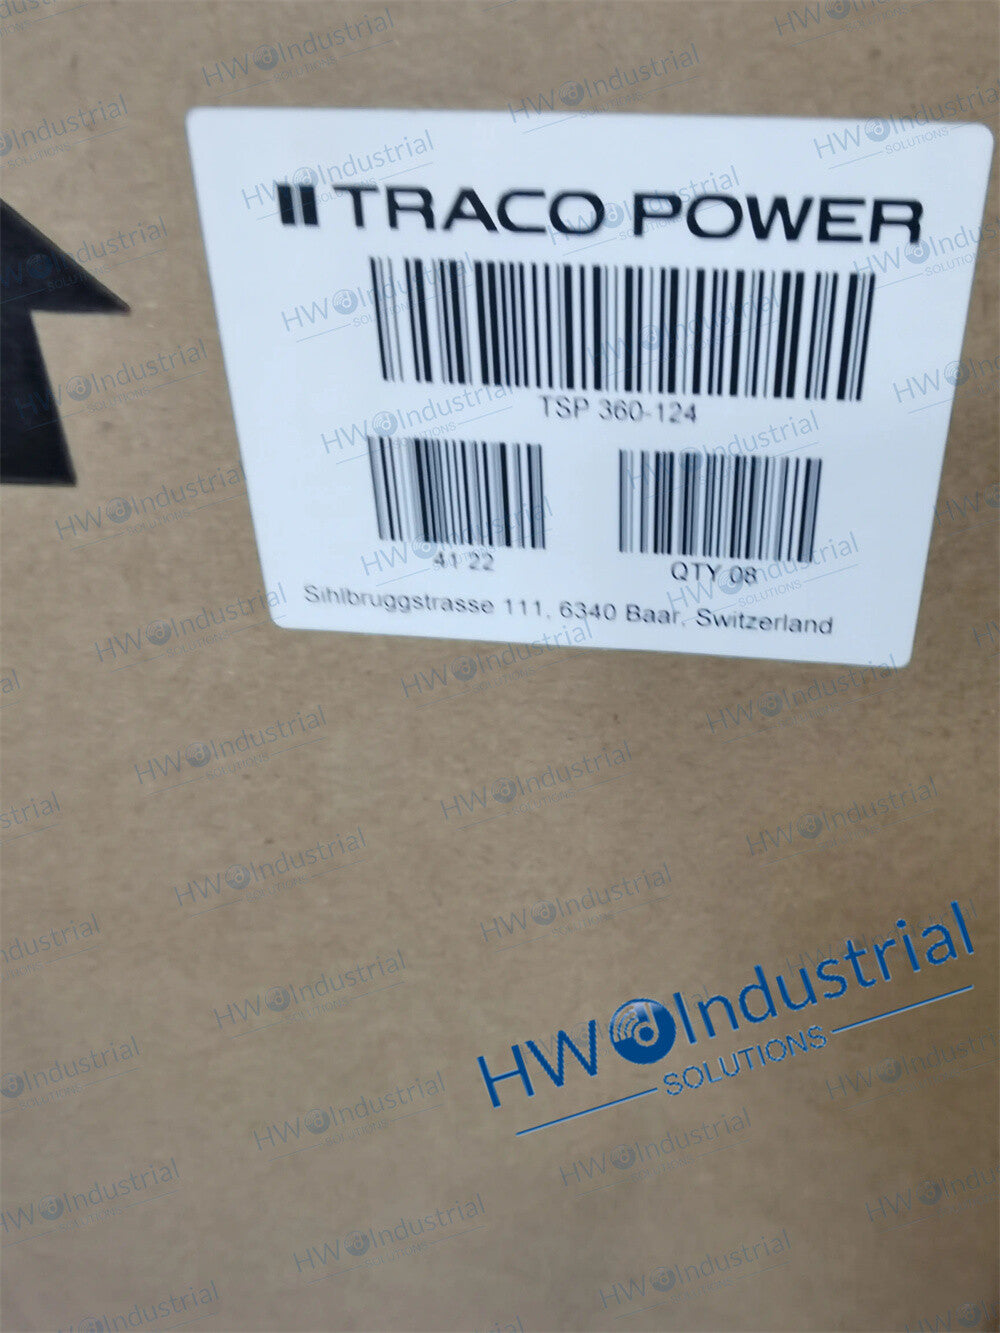 TRACO POWER
TSP 360-124
41 22
QTY 08
Sihlbruggstrasse 111, 6340 Baar, Switzerland
HW Industrial
SOLUTIONS